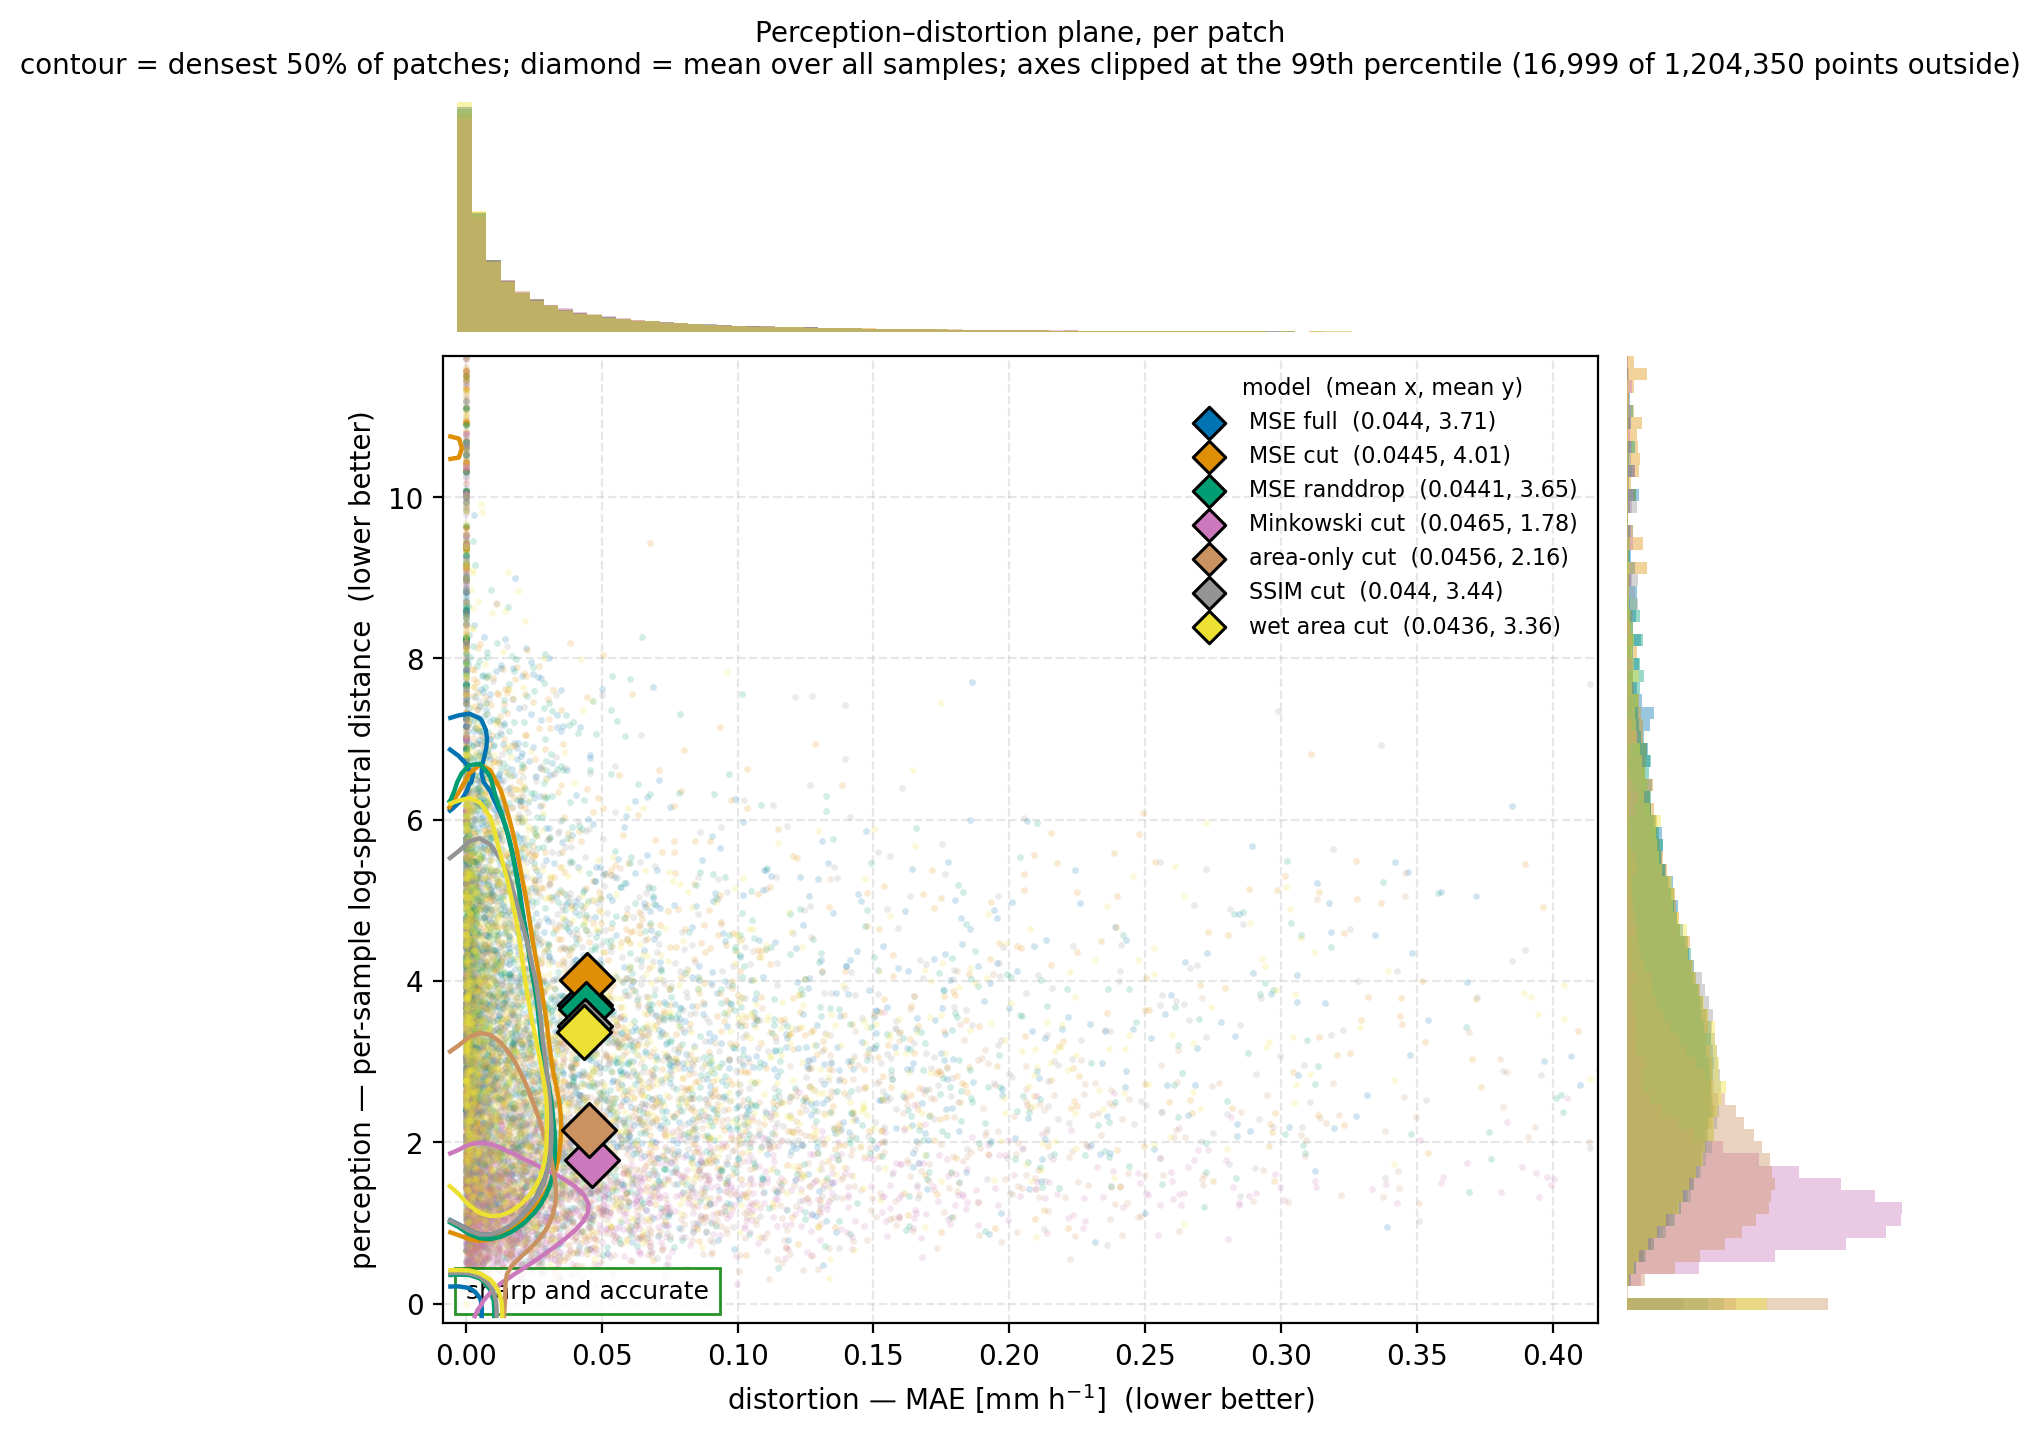 Perception–distortion plane, per patch
contour = densest 50% of patches; diamond = mean over all samples; axes clipped at the 99th percentile (16,999 of 1,204,350 points outside)
model (mean x, mean y)
MSE full (0.044, 3.71)
MSE cut (0.0445, 4.01)
MSE randdrop (0.0441, 3.65)
Minkowski cut (0.0465, 1.78)
area-only cut (0.0456, 2.16)
SSIM cut (0.044, 3.44)
wet area cut (0.0436, 3.36)
perception — per-sample log-spectral distance (lower better)
10
8
6
4
2
0
sharp and accurate
0.00 0.05 0.10 0.15 0.20 0.25 0.30 0.35 0.40
distortion — MAE [mm h⁻¹] (lower better)